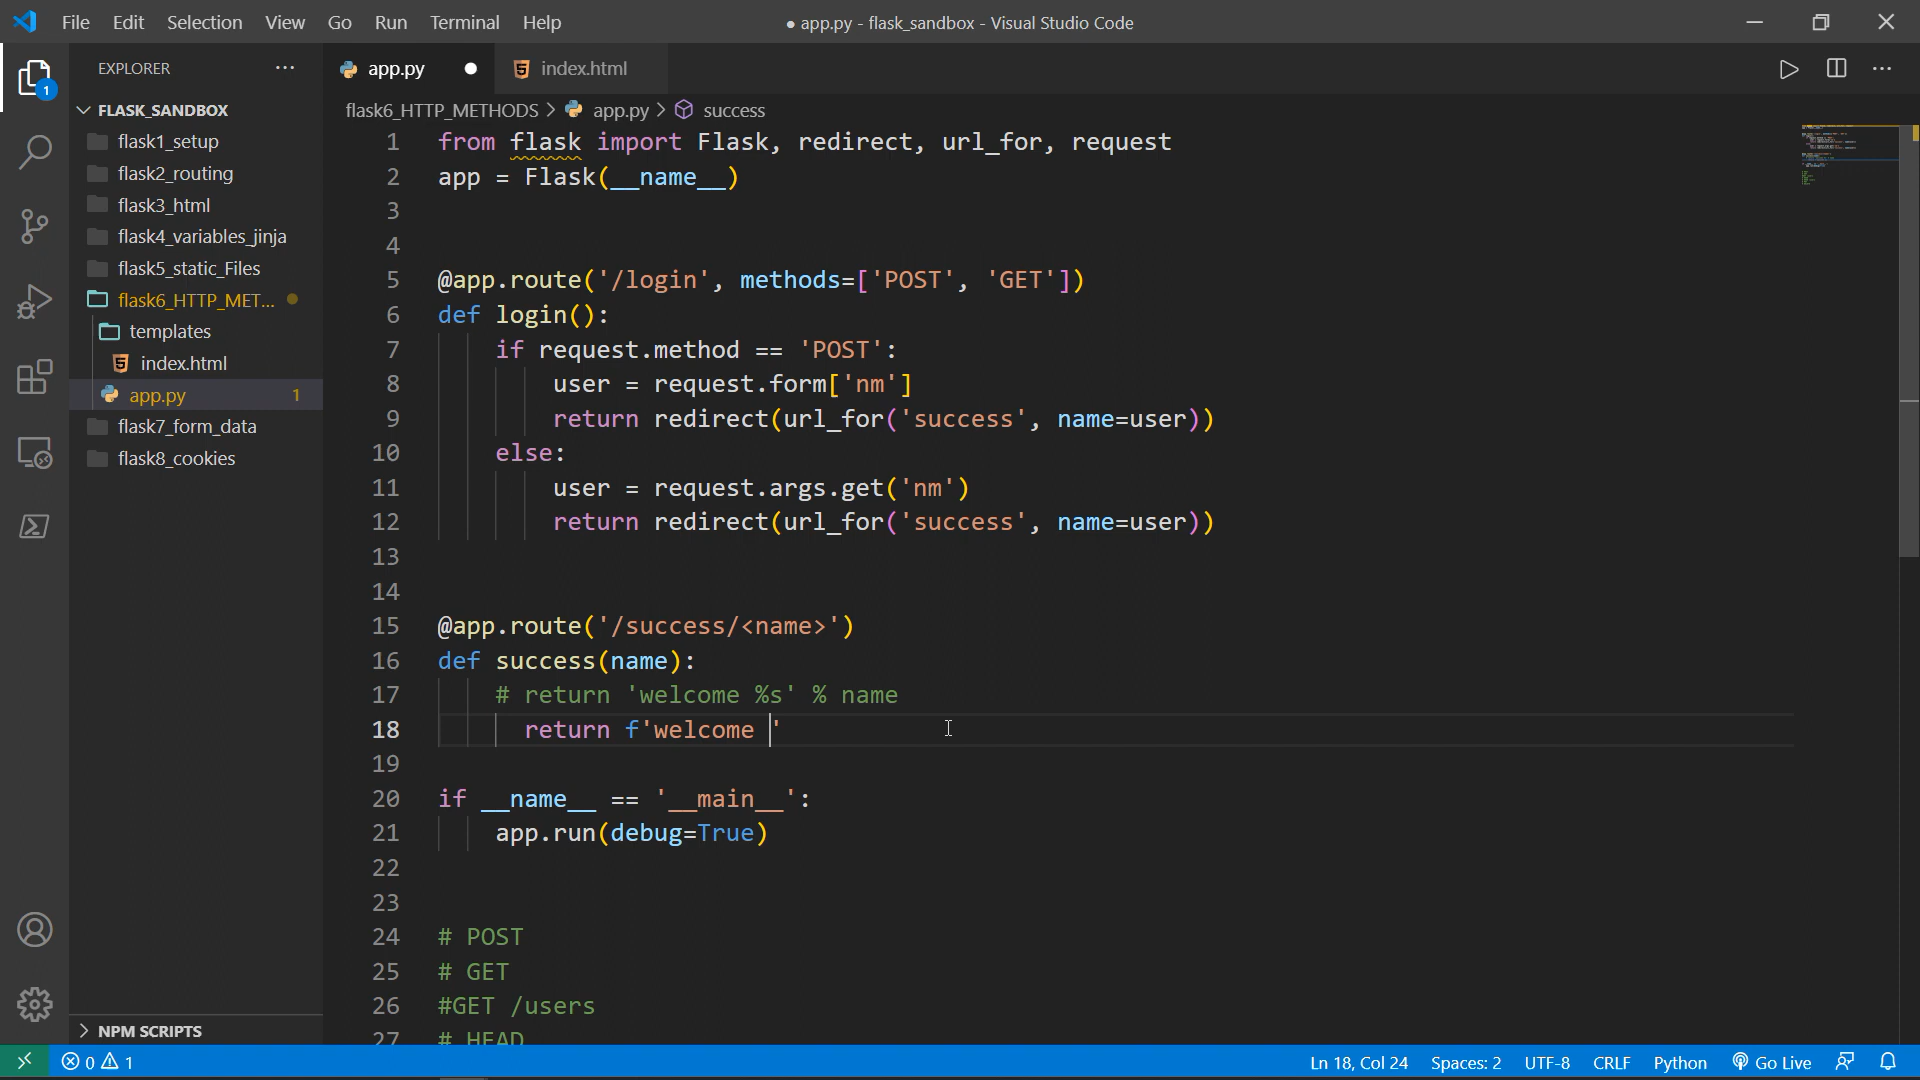 File Edit Selection View Go Run Terminal Help
● app.py - flask_sandbox - Visual Studio Code
EXPLORER
1
FLASK_SANDBOX
flask1_setup
flask2_routing
flask3_html
flask4_variables_jinja
flask5_static_Files
flask6_HTTP_MET...
templates
index.html
app.py 1
flask7_form_data
flask8_cookies
NPM SCRIPTS
app.py ● index.html
flask6_HTTP_METHODS > app.py > success
1 from flask import Flask, redirect, url_for, request
2 app = Flask(__name__)
3
4
5 @app.route('/login', methods=['POST', 'GET'])
6 def login():
7 if request.method == 'POST':
8 user = request.form['nm']
9 return redirect(url_for('success', name=user))
10 else:
11 user = request.args.get('nm')
12 return redirect(url_for('success', name=user))
13
14
15 @app.route('/success/<name>')
16 def success(name):
17 # return 'welcome %s' % name
18 return f'welcome '
19
20 if __name__ == '__main__':
21 app.run(debug=True)
22
23
24 # POST
25 # GET
26 #GET /users
27 # HEAD
0 1
Ln 18, Col 24 Spaces: 2 UTF-8 CRLF Python Go Live